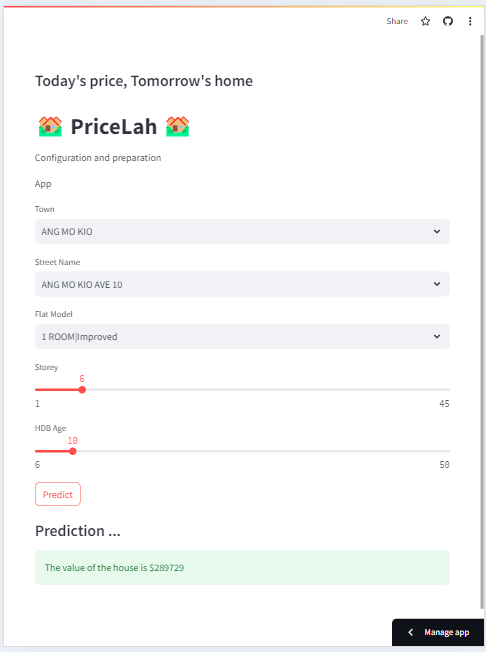 Share
Today's price, Tomorrow's home
PriceLah
Configuration and preparation
App
Town
ANG MO KIO
Street Name
ANG MO KIO AVE 10
Flat Model
1 ROOM|Improved
Storey
6
1 45
HDB Age
10
6 50
Predict
Prediction ...
The value of the house is $289729
Manage app